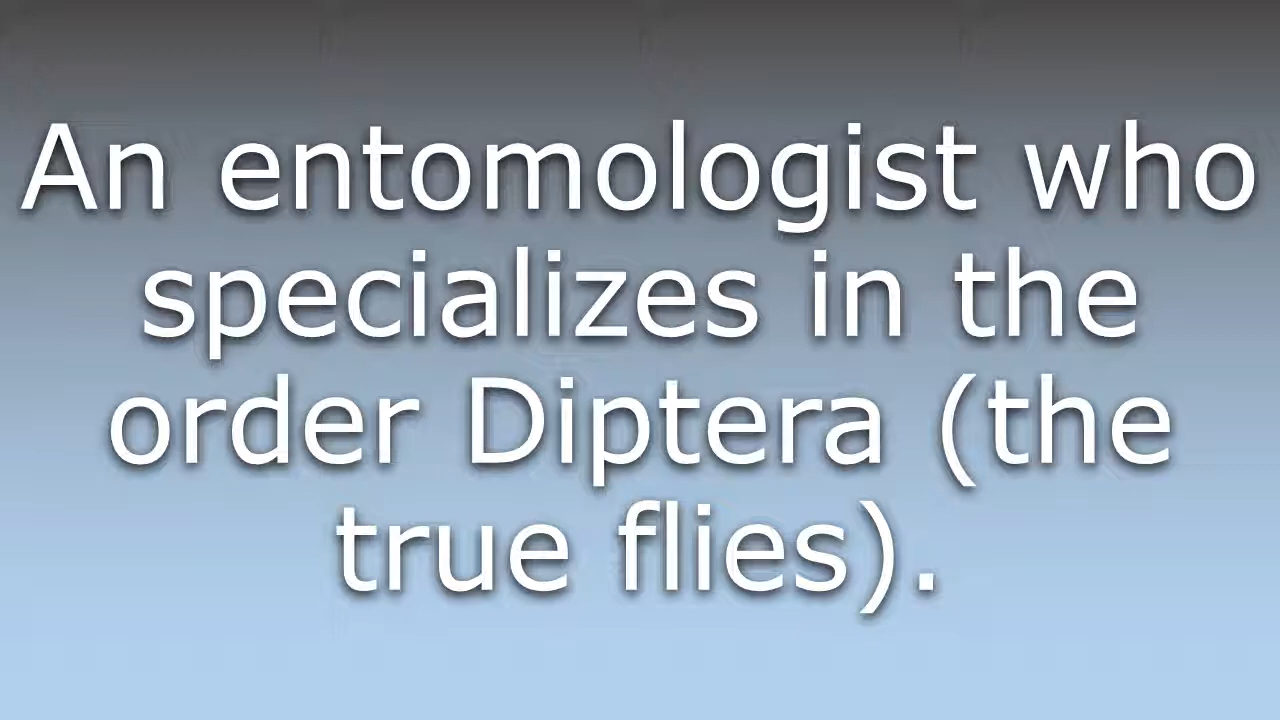 An entomologist who
specializes in the
order Diptera (the
true flies).